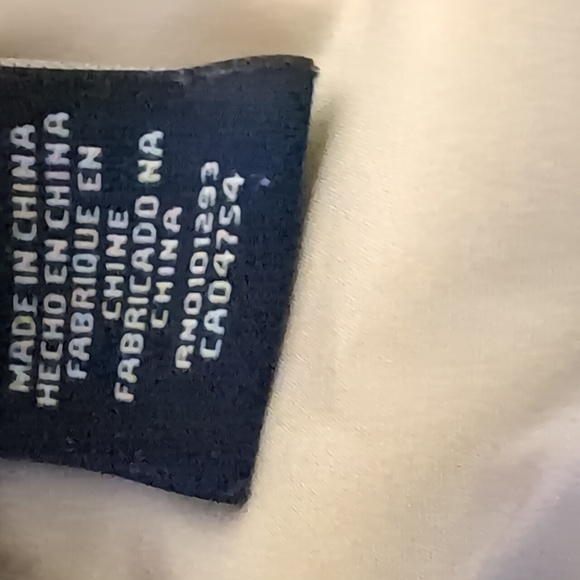 MADE IN CHINA
HECHO EN CHINA
FABRIQUE EN
CHINE
FABRICADO NA
CHINA
RN0101293
CA04754